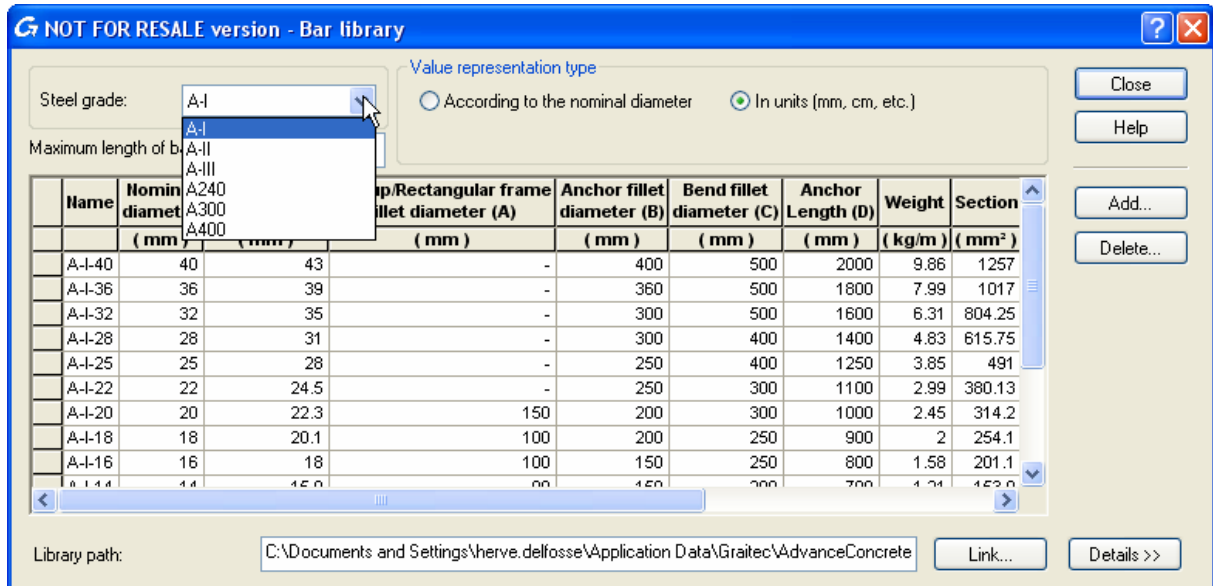 NOT FOR RESALE version - Bar library
Value representation type
Steel grade: A-I
According to the nominal diameter In units (mm, cm, etc.)
Close
Help
Maximum length of
A-I
A-II
A-III
A240
A300
A400
Name Anchor fillet diameter (B) Bend fillet diameter (C) Anchor Length (D) Weight Section
Rectangular frame diameter (A)
( mm ) ( mm ) ( mm ) ( mm ) ( mm ) ( kg/m ) ( mm² )
A-I-40 40 43 - 400 500 2000 9.86 1257
A-I-36 36 39 - 360 500 1800 7.99 1017
A-I-32 32 35 - 300 500 1600 6.31 804.25
A-I-28 28 31 - 300 400 1400 4.83 615.75
A-I-25 25 28 - 250 400 1250 3.85 491
A-I-22 22 24.5 - 250 300 1100 2.99 380.13
A-I-20 20 22.3 150 200 300 1000 2.45 314.2
A-I-18 18 20.1 100 200 250 900 2 254.1
A-I-16 16 18 100 150 250 800 1.58 201.1
Add...
Delete...
Library path: C:\Documents and Settings\herve.delfosse\Application Data\Graitec\AdvanceConcrete
Link...
Details >>